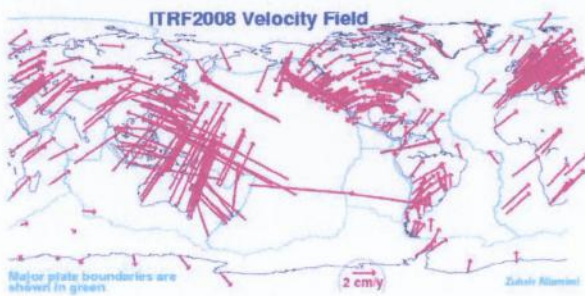 ITRF2008 Velocity Field
Major plate boundaries are
shown in green
2 cm/y
Zuheir Altamimi